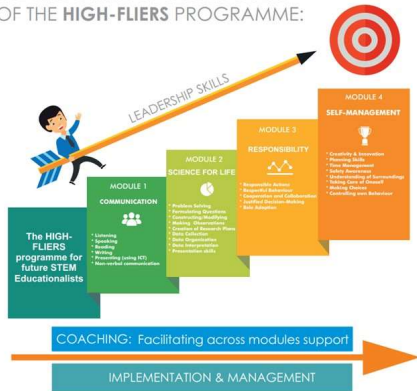 OF THE HIGH-FLIERS PROGRAMME:
LEADERSHIP SKILLS
The HIGH-
FLIERS
programme for
future STEM
Educationalists
MODULE 1
COMMUNICATION
* Listening
* Speaking
* Reading
* Writing
* Presenting (using ICT)
* Non-verbal communication
MODULE 2
SCIENCE FOR LIFE
* Problem Solving
* Formulating Questions
* Constructing/Modifying
* Making Observations
* Creation of Research Plans
* Data Collection
* Data Organization
* Data Interpretation
* Presentation skills
MODULE 3
RESPONSIBILITY
* Responsible Actions
* Respectful Behaviour
* Cooperation and Collaboration
* Justified Decision-Making
* Role Adoption
MODULE 4
SELF-MANAGEMENT
* Creativity & Innovation
* Planning Skills
* Time Management
* Safety Awareness
* Understanding of Surroundings
* Taking Care of Oneself
* Making Choices
* Controlling own Behaviour
COACHING: Facilitating across modules support
IMPLEMENTATION & MANAGEMENT